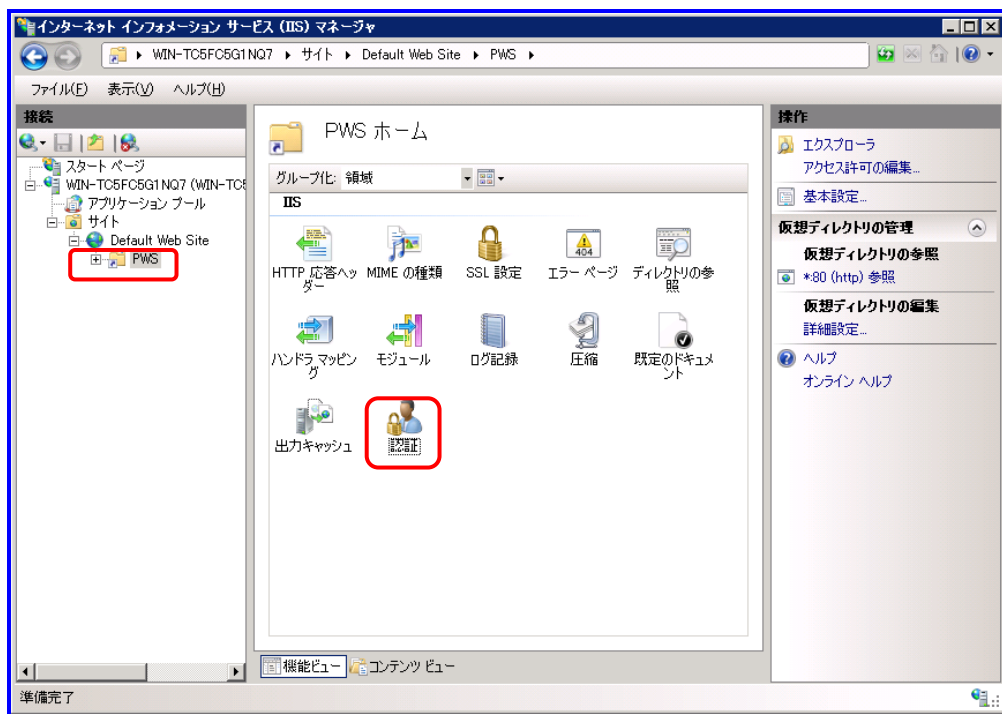 インターネット インフォメーション サービス (IIS) マネージャ
WIN-TC5FC5G1NQ7 ▸ サイト ▸ Default Web Site ▸ PWS ▸
ファイル(F) 表示(V) ヘルプ(H)
接続
スタート ページ
WIN-TC5FC5G1NQ7 (WIN-TC5
アプリケーション プール
サイト
Default Web Site
PWS
PWS ホーム
グループ化: 領域
IIS
HTTP 応答ヘッダー
MIME の種類
SSL 設定
エラー ページ
404
ディレクトリの参照
ハンドラ マッピング
モジュール
ログ記録
圧縮
既定のドキュメント
出力キャッシュ
認証
機能ビュー
コンテンツ ビュー
操作
エクスプローラ
アクセス許可の編集...
基本設定...
仮想ディレクトリの管理
仮想ディレクトリの参照
*:80 (http) 参照
仮想ディレクトリの編集
詳細設定...
ヘルプ
オンライン ヘルプ
準備完了